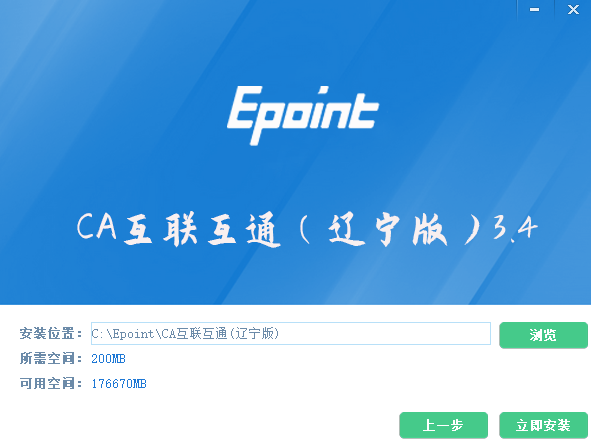 Epoint
CA互联互通（辽宁版）3.4
安装位置： C:\Epoint\CA互联互通(辽宁版) 浏览
所需空间： 200MB
可用空间： 176670MB
上一步 立即安装